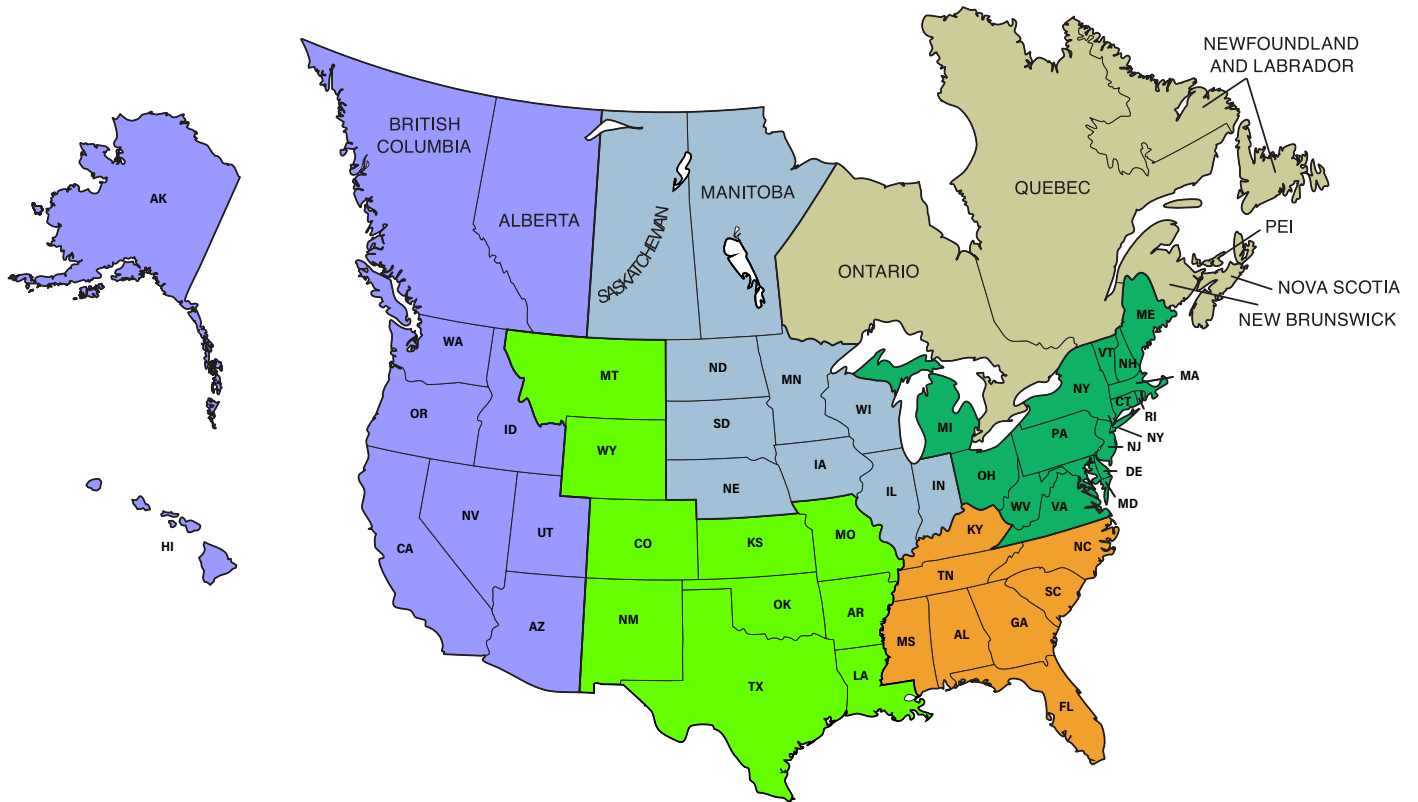 NEWFOUNDLAND
AND LABRADOR
BRITISH
COLUMBIA
ALBERTA
SASKATCHEWAN
MANITOBA
ONTARIO
QUEBEC
PEI
NOVA SCOTIA
NEW BRUNSWICK
AK
HI
WA
OR
ID
MT
WY
NV
CA
UT
AZ
CO
NM
ND
SD
NE
KS
OK
TX
MN
IA
MO
AR
LA
WI
IL
IN
MI
OH
KY
TN
MS
AL
GA
FL
SC
NC
VA
WV
PA
NY
VT
NH
ME
MA
CT
RI
NY
NJ
DE
MD